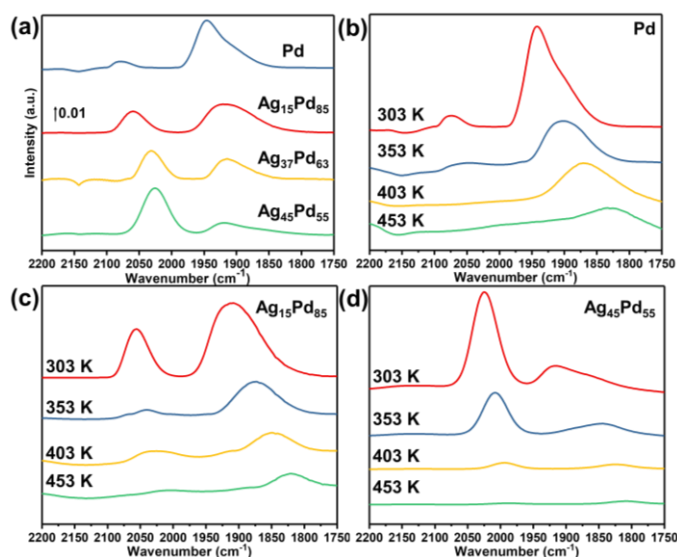 (a)
Pd
↑0.01
Ag15Pd85
Ag37Pd63
Ag45Pd55
Intensity (a.u.)
2200 2150 2100 2050 2000 1950 1900 1850 1800 1750
Wavenumber (cm⁻¹)
(b)
Pd
303 K
353 K
403 K
453 K
2200 2150 2100 2050 2000 1950 1900 1850 1800 1750
Wavenumber (cm⁻¹)
(c)
Ag15Pd85
303 K
353 K
403 K
453 K
2200 2150 2100 2050 2000 1950 1900 1850 1800 1750
Wavenumber (cm⁻¹)
(d)
Ag45Pd55
303 K
353 K
403 K
453 K
2200 2150 2100 2050 2000 1950 1900 1850 1800 1750
Wavenumber (cm⁻¹)